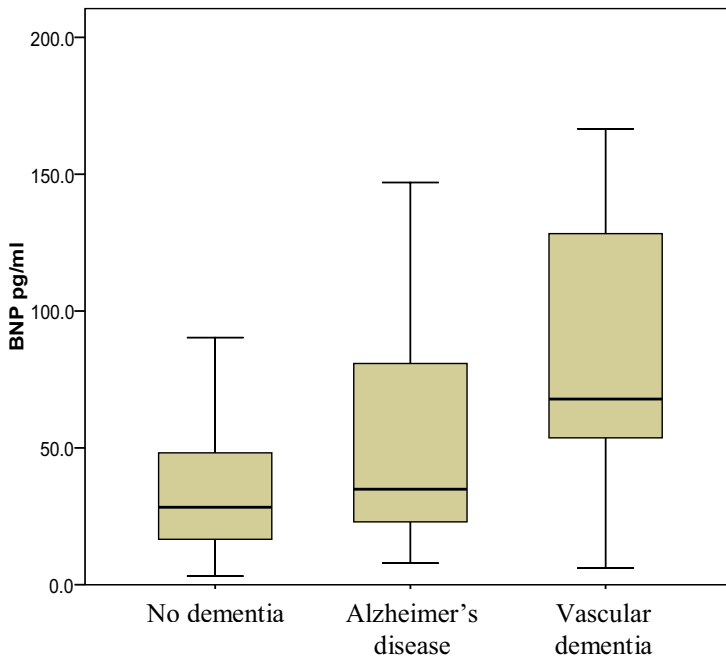 200.0
150.0
100.0
50.0
0.0
BNP pg/ml
No dementia
Alzheimer's
disease
Vascular
dementia